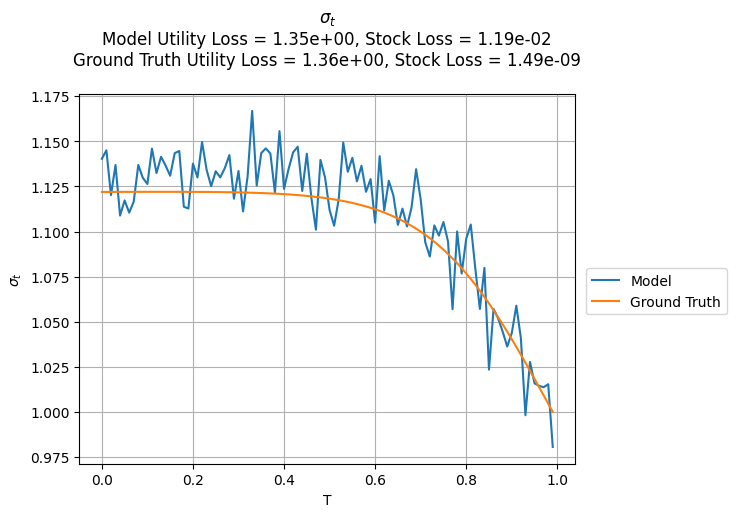 σt
Model Utility Loss = 1.35e+00, Stock Loss = 1.19e-02
Ground Truth Utility Loss = 1.36e+00, Stock Loss = 1.49e-09
1.175
1.150
1.125
1.100
1.075
1.050
1.025
1.000
0.975
σt
0.0 0.2 0.4 0.6 0.8 1.0
T
Model
Ground Truth